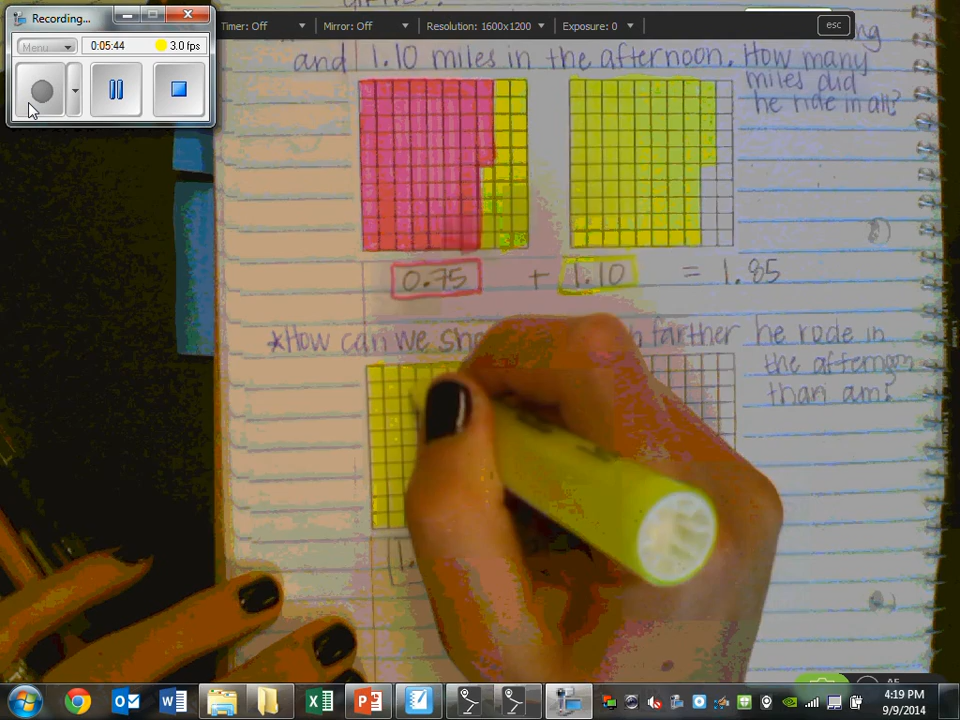 Recording...
Menu
0:05:44
3.0 fps
Timer: Off
Mirror: Off
Resolution: 1600x1200
Exposure: 0
esc
and 1.10 miles in the afternoon. How many
miles did
he ride in all?
0.75 + 1.10 = 1.85
*How can we farther he rode in
the afternoon
than am?
4:19 PM
9/9/2014